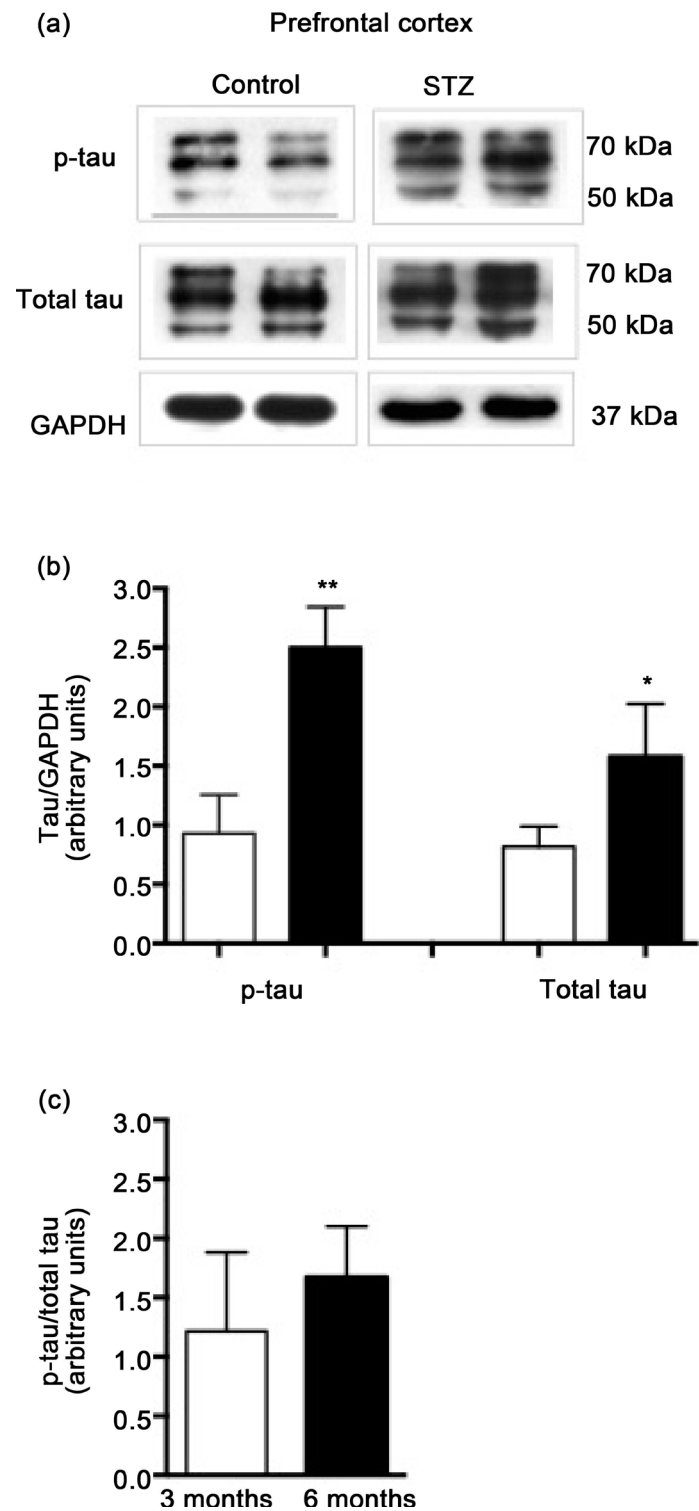 (a) Prefrontal cortex
Control STZ
p-tau 70 kDa
50 kDa
Total tau 70 kDa
50 kDa
GAPDH 37 kDa
(b)
Tau/GAPDH
(arbitrary units)
3.0
2.5
2.0
1.5
1.0
0.5
0.0
**
*
p-tau Total tau
(c)
p-tau/total tau
(arbitrary units)
3.0
2.5
2.0
1.5
1.0
0.5
0.0
3 months 6 months